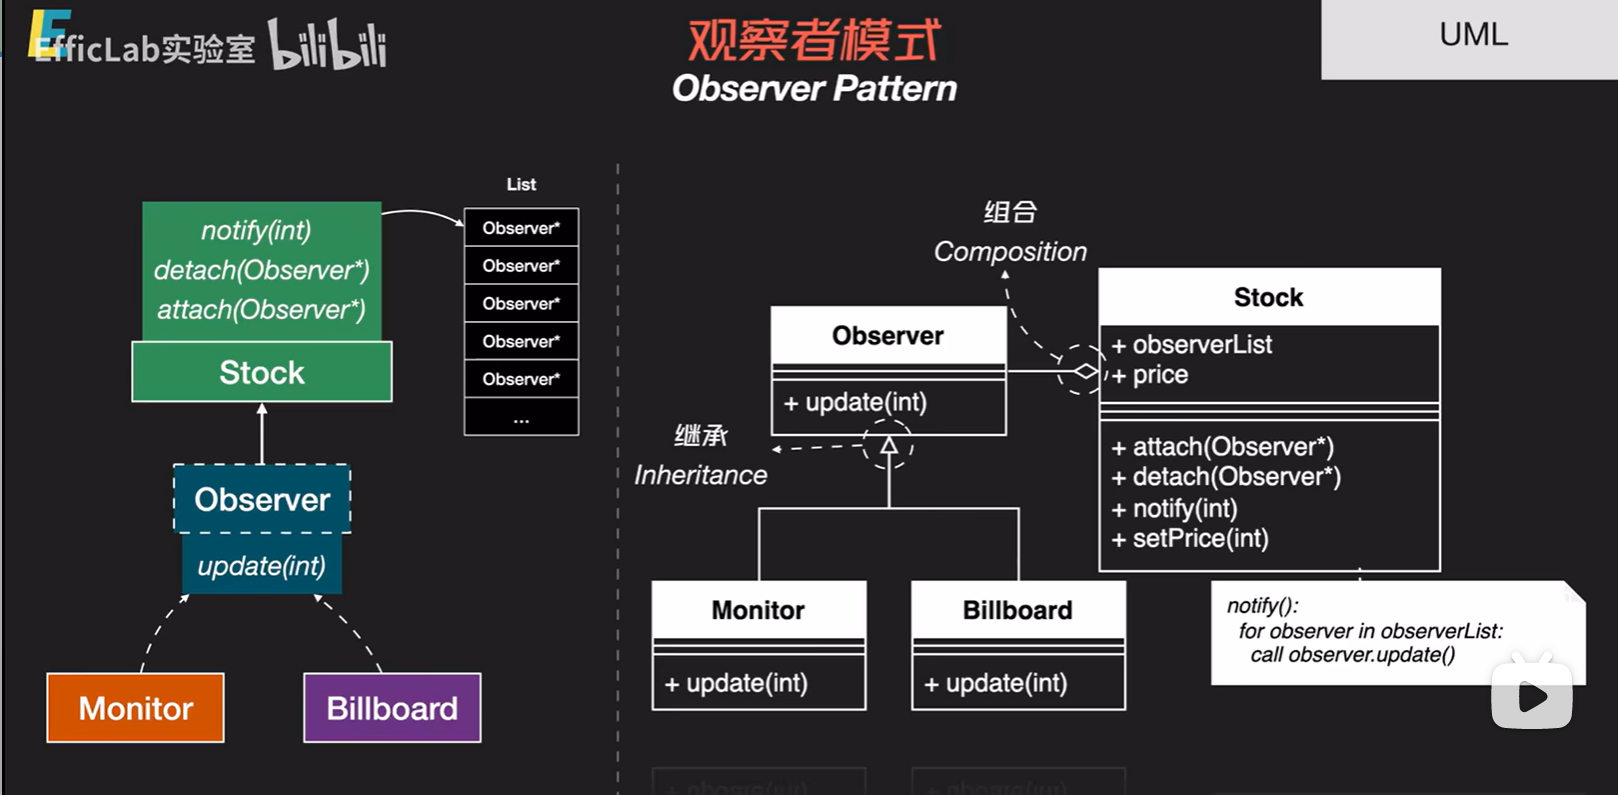 EfficLab实验室 bilibili
观察者模式
Observer Pattern
UML
notify(int)
detach(Observer*)
attach(Observer*)
Stock
Observer
update(int)
Monitor
Billboard
List
Observer*
Observer*
Observer*
Observer*
Observer*
...
组合
Composition
继承
Inheritance
Observer
+ update(int)
Stock
+ observerList
+ price
+ attach(Observer*)
+ detach(Observer*)
+ notify(int)
+ setPrice(int)
Monitor
+ update(int)
Billboard
+ update(int)
notify():
for observer in observerList:
call observer.update()